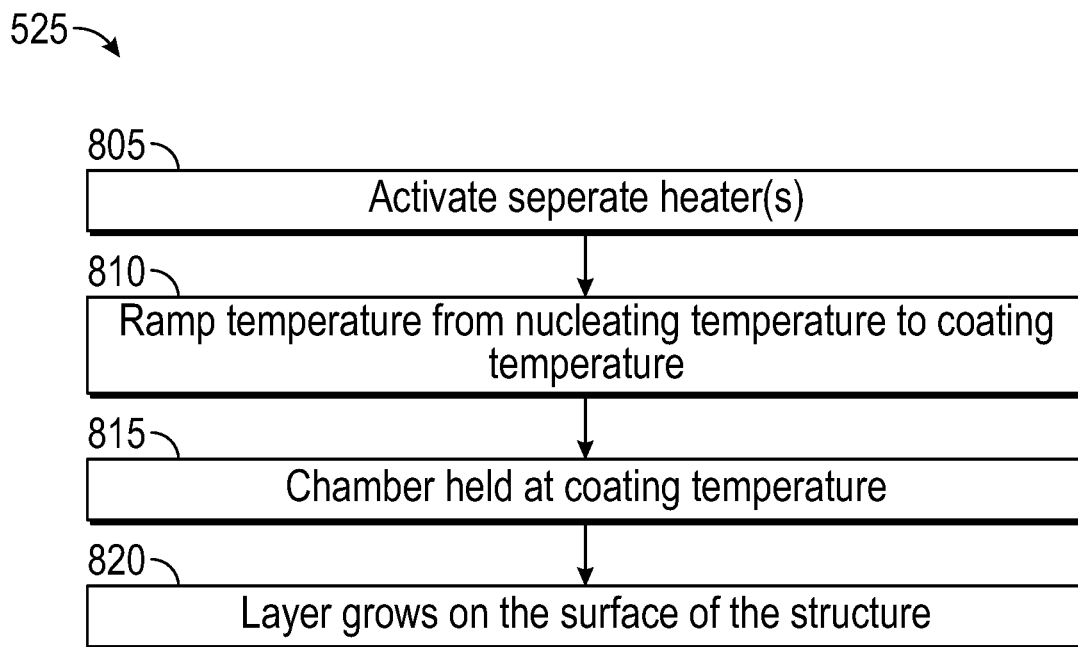 525
805
Activate seperate heater(s)
810
Ramp temperature from nucleating temperature to coating
temperature
815
Chamber held at coating temperature
820
Layer grows on the surface of the structure